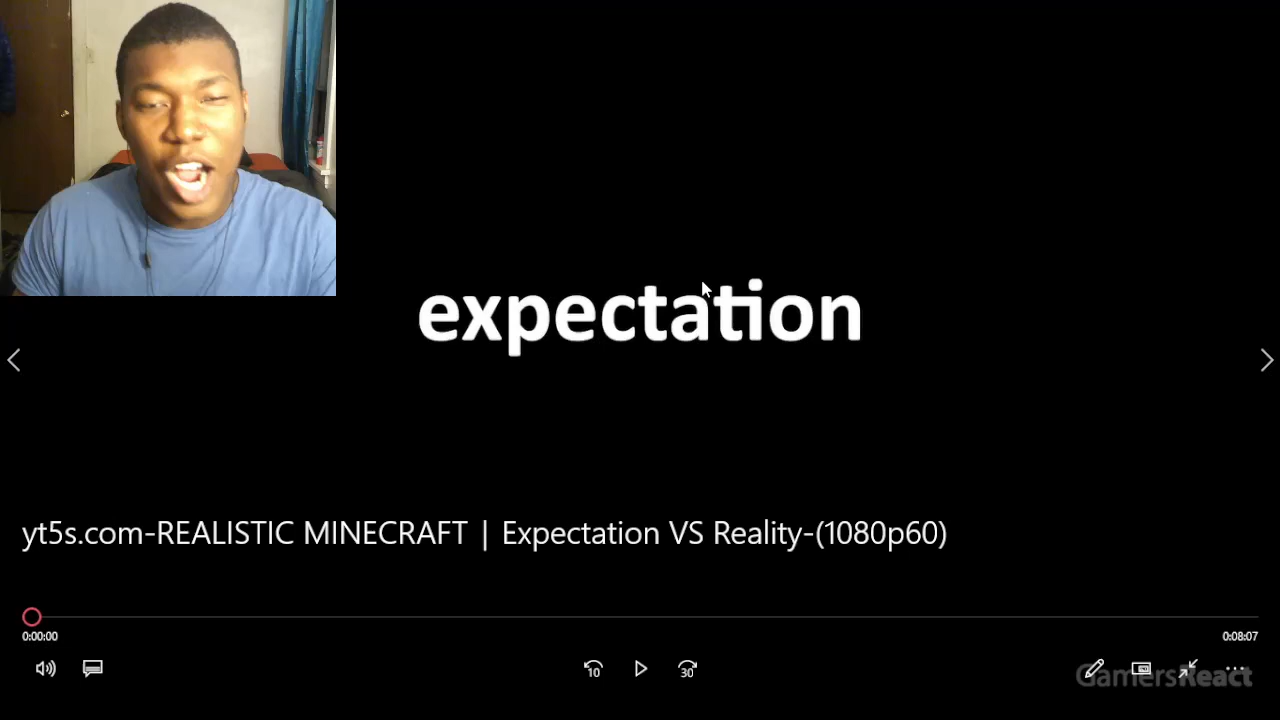 expectation
yt5s.com-REALISTIC MINECRAFT | Expectation VS Reality-(1080p60)
0:00:00
0:08:07
10
30
GamersReact